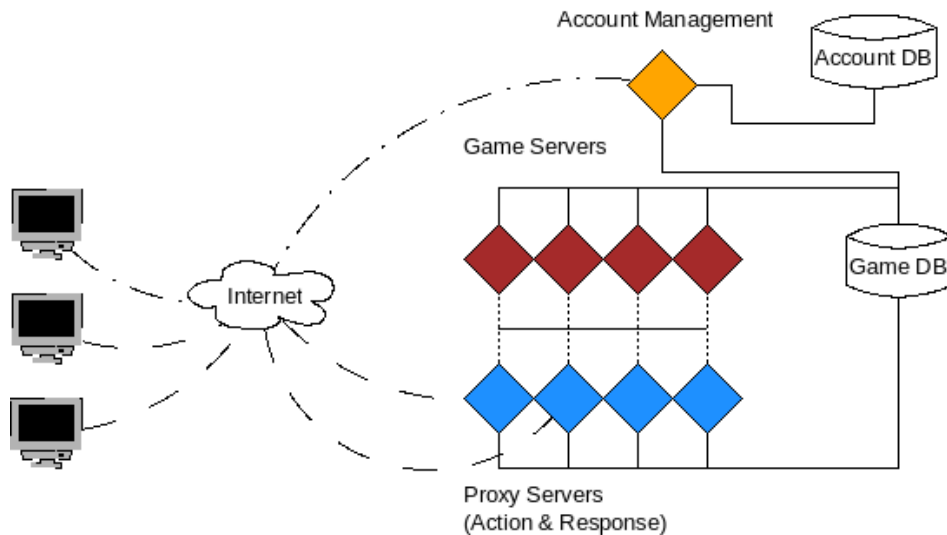 Account Management
Account DB
Game Servers
Game DB
Internet
Proxy Servers
(Action & Response)